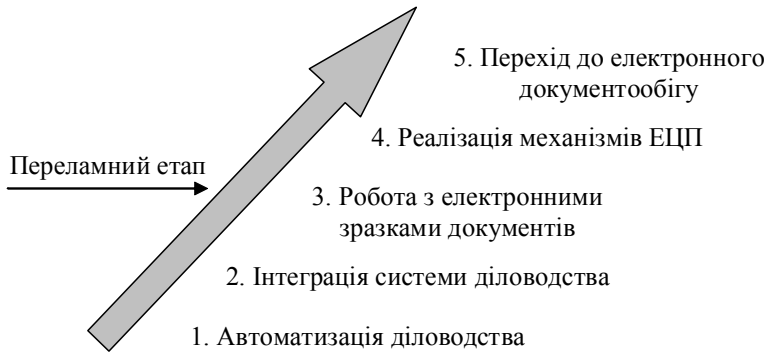 5. Перехід до електронного
документообігу
4. Реалізація механізмів ЕЦП
Переламний етап
3. Робота з електронними
зразками документів
2. Інтеграція системи діловодства
1. Автоматизація діловодства